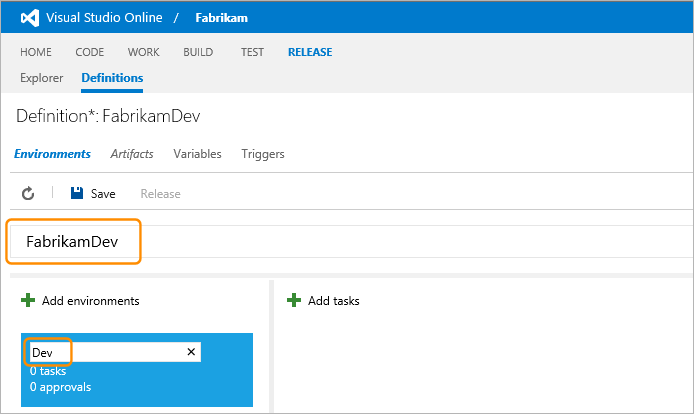 Visual Studio Online / Fabrikam
HOME CODE WORK BUILD TEST RELEASE
Explorer Definitions
Definition*: FabrikamDev
Environments Artifacts Variables Triggers
Save Release
FabrikamDev
Add environments Add tasks
Dev
0 tasks
0 approvals